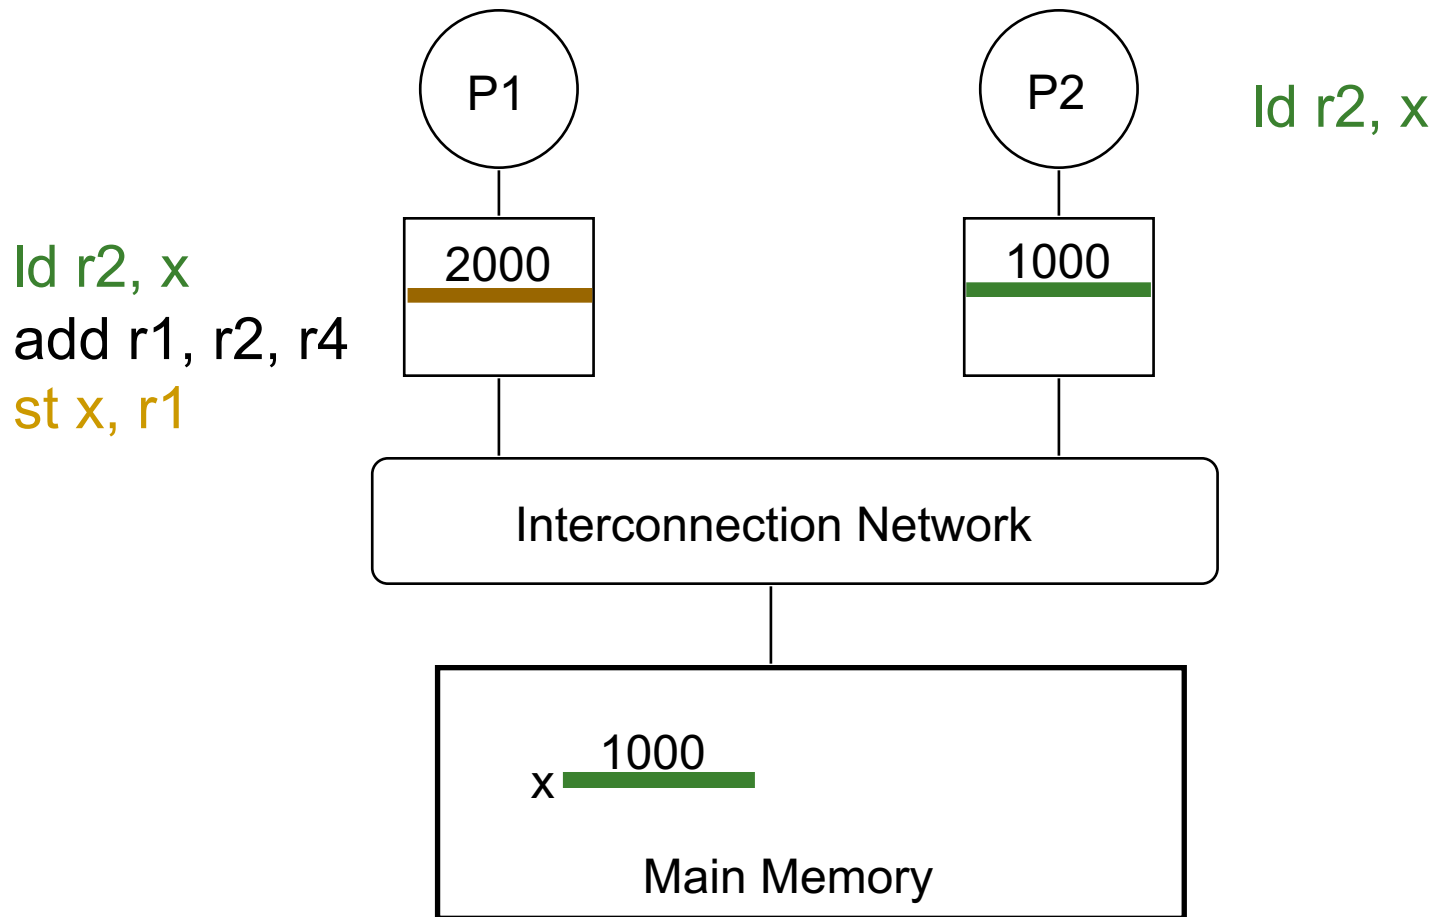 P1
P2
ld r2, x
2000
1000
ld r2, x
add r1, r2, r4
st x, r1
Interconnection Network
1000
x
Main Memory